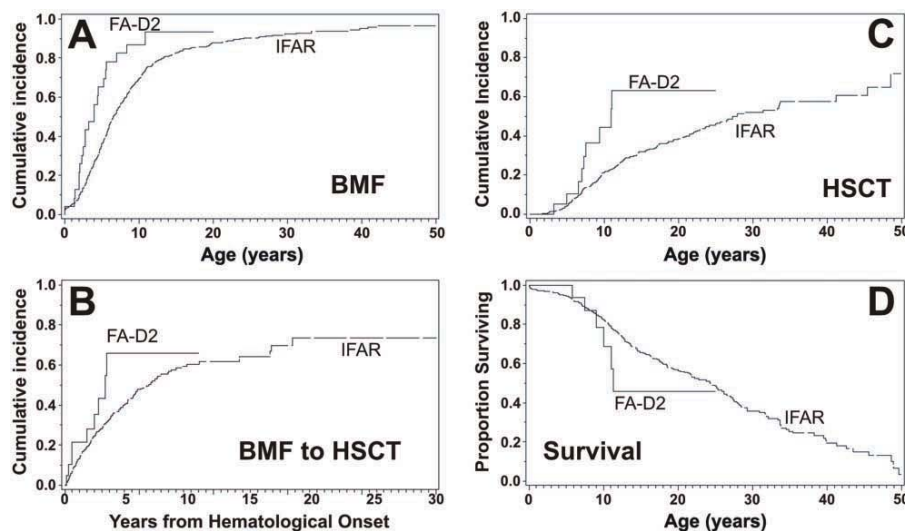 A
Cumulative incidence
1.0
0.8
0.6
0.4
0.2
0.0
FA-D2
IFAR
BMF
0 10 20 30 40 50
Age (years)
C
Cumulative Incidence
1.0
0.8
0.6
0.4
0.2
0.0
FA-D2
IFAR
HSCT
0 10 20 30 40 50
Age (years)
B
Cumulative incidence
1.0
0.8
0.6
0.4
0.2
0.0
FA-D2
IFAR
BMF to HSCT
0 5 10 15 20 25 30
Years from Hematological Onset
D
Proportion Surviving
1.0
0.8
0.6
0.4
0.2
0.0
FA-D2
IFAR
Survival
0 10 20 30 40 50
Age (years)